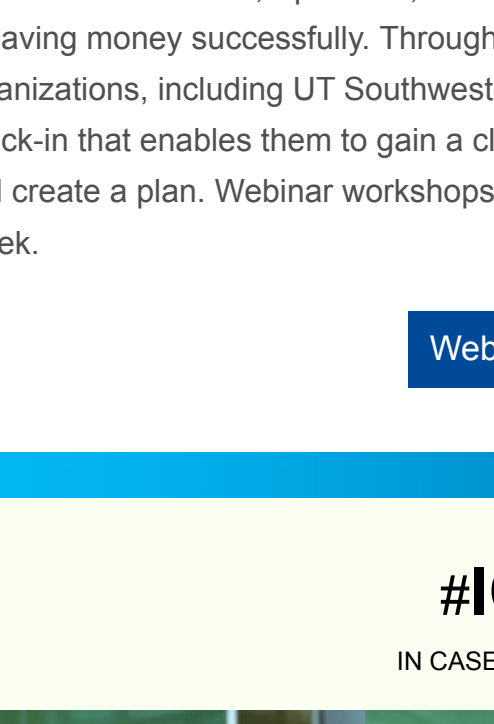 aving money successfully. Through
anizations, including UT Southwest
ck-in that enables them to gain a cl
create a plan. Webinar workshops
ek.
Web
#I
IN CASE